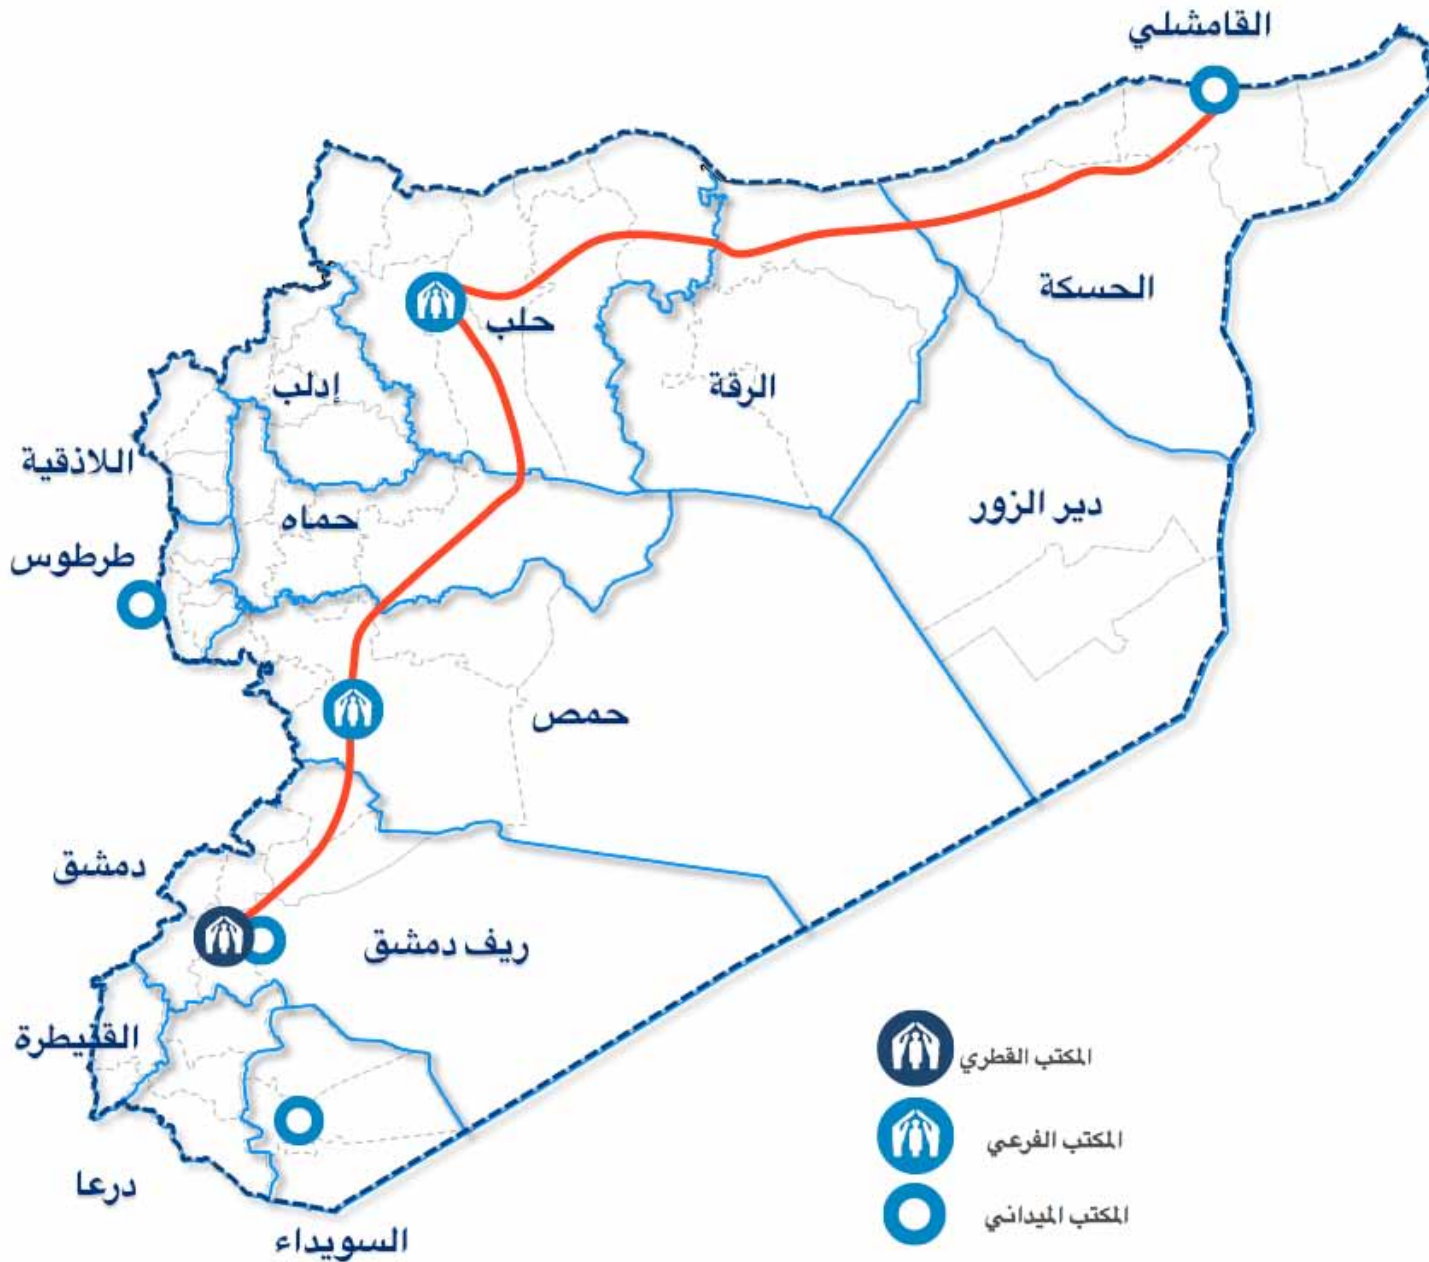 القامشلي
الحسكة
حلب
الرقة
إدلب
اللاذقية
حماه
دير الزور
طرطوس
حمص
دمشق
ريف دمشق
القنيطرة
درعا
السويداء
المكتب القطري
المكتب الفرعي
المكتب الميداني